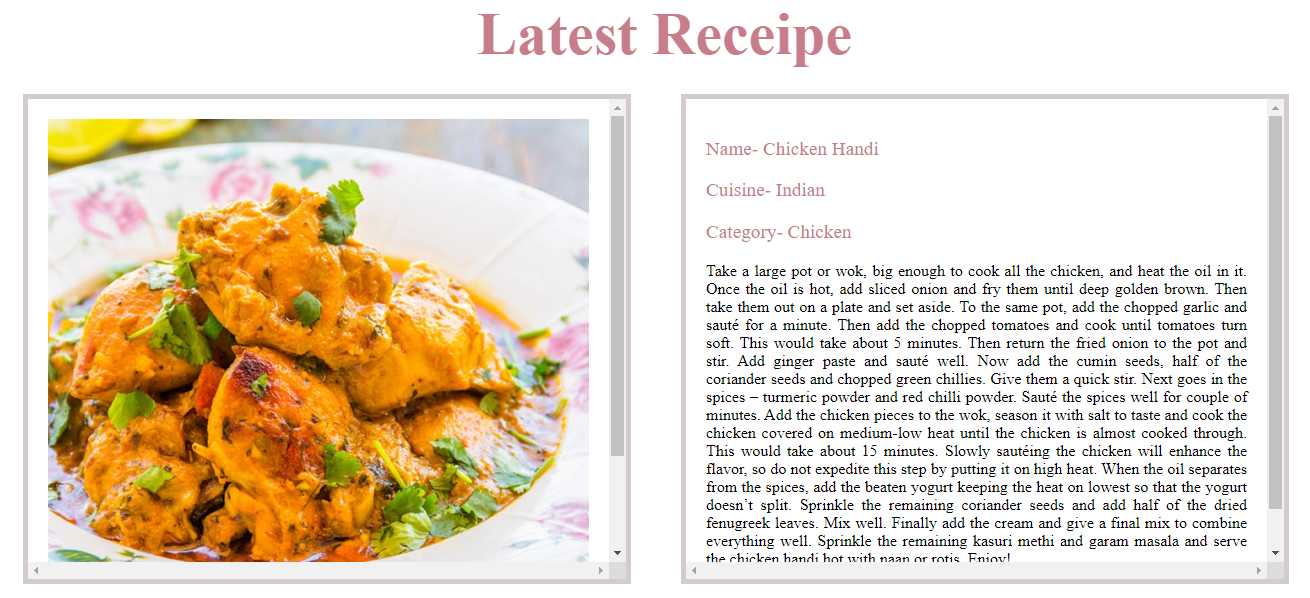 Latest Receipe
Name- Chicken Handi
Cuisine- Indian
Category- Chicken
Take a large pot or wok, big enough to cook all the chicken, and heat the oil in it.
Once the oil is hot, add sliced onion and fry them until deep golden brown. Then
take them out on a plate and set aside. To the same pot, add the chopped garlic and
sauté for a minute. Then add the chopped tomatoes and cook until tomatoes turn
soft. This would take about 5 minutes. Then return the fried onion to the pot and
stir. Add ginger paste and sauté well. Now add the cumin seeds, half of the
coriander seeds and chopped green chillies. Give them a quick stir. Next goes in the
spices – turmeric powder and red chilli powder. Sauté the spices well for couple of
minutes. Add the chicken pieces to the wok, season it with salt to taste and cook the
chicken covered on medium-low heat until the chicken is almost cooked through.
This would take about 15 minutes. Slowly sautéing the chicken will enhance the
flavor, so do not expedite this step by putting it on high heat. When the oil separates
from the spices, add the beaten yogurt keeping the heat on lowest so that the yogurt
doesn’t split. Sprinkle the remaining coriander seeds and add half of the dried
fenugreek leaves. Mix well. Finally add the cream and give a final mix to combine
everything well. Sprinkle the remaining kasuri methi and garam masala and serve
the chicken handi hot with naan or rotis. Enjoy!